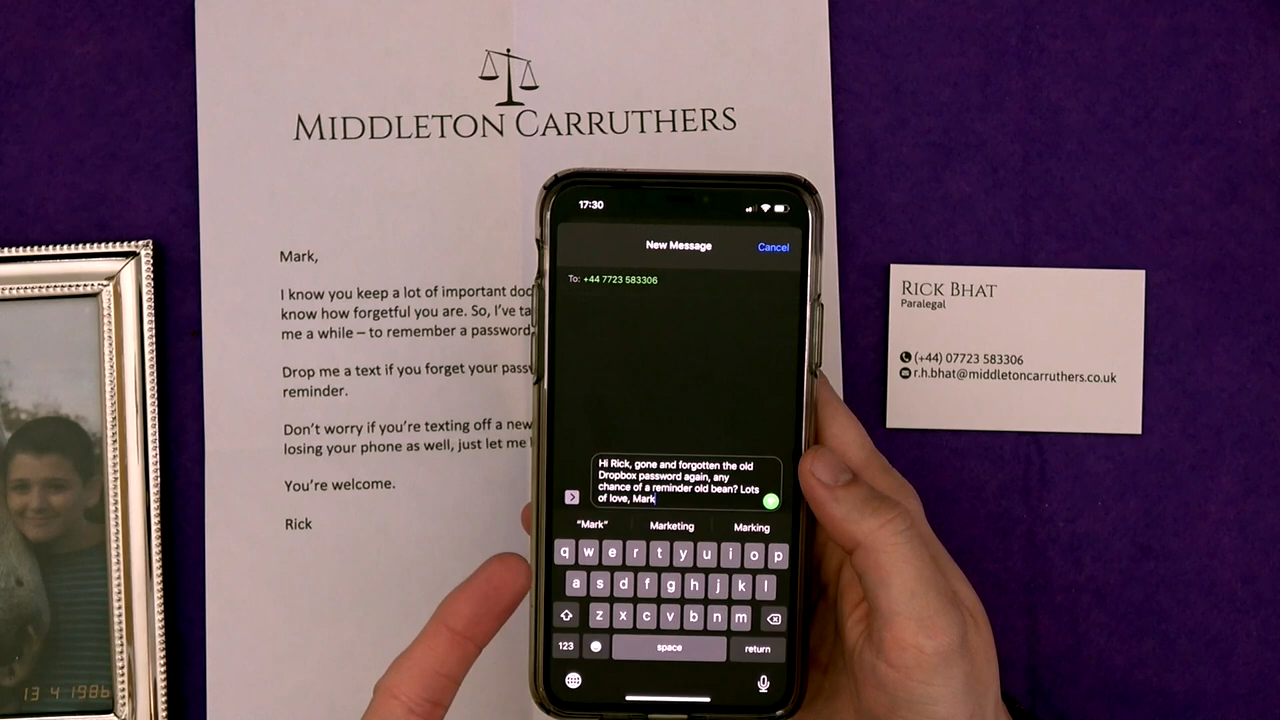 MIDDLETON CARRUTHERS
Mark,
I know you keep a lot of important
know how forgetful you are. So, I've
me a while – to remember a password
Drop me a text if you forget your
reminder.
Don't worry if you're texting off a new
losing your phone as well, just let me
You're welcome.
Rick
17:30
New Message
Cancel
To: +44 7723 583306
Hi Rick, gone and forgotten the old
Dropbox password again, any
chance of a reminder old bean? Lots
of love, Mark
"Mark" Marketing Marking
q w e r t y u i o p
a s d f g h j k l
z x c v b n m
123 space return
RICK BHAT
Paralegal
(+44) 07723 583306
r.h.bhat@middletoncarruthers.co.uk
13 4 1986